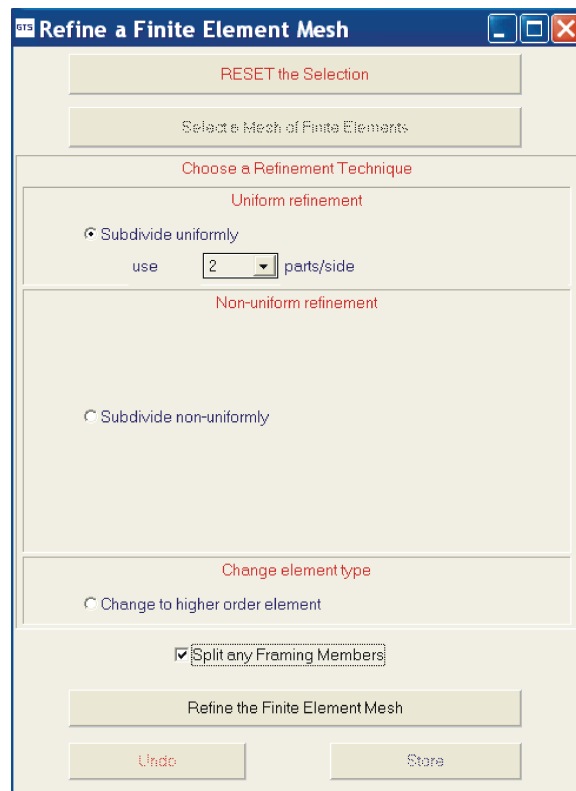 GTS Refine a Finite Element Mesh
RESET the Selection
Select a Mesh of Finite Elements
Choose a Refinement Technique
Uniform refinement
Subdivide uniformly
use 2 parts/side
Non-uniform refinement
Subdivide non-uniformly
Change element type
Change to higher order element
Split any Framing Members
Refine the Finite Element Mesh
Undo Store